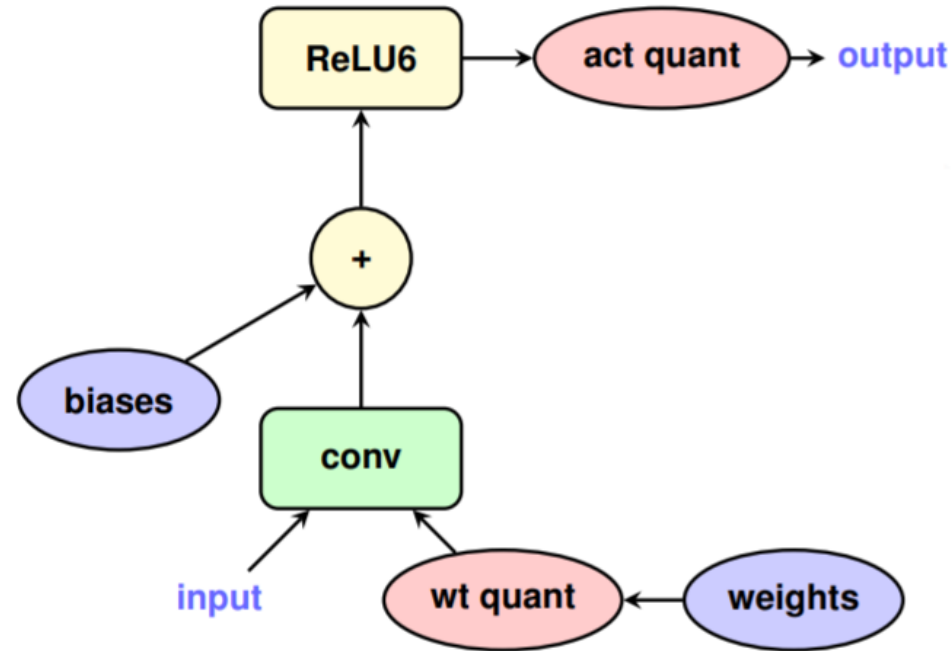 ReLU6
act quant
output
+
biases
conv
input
wt quant
weights